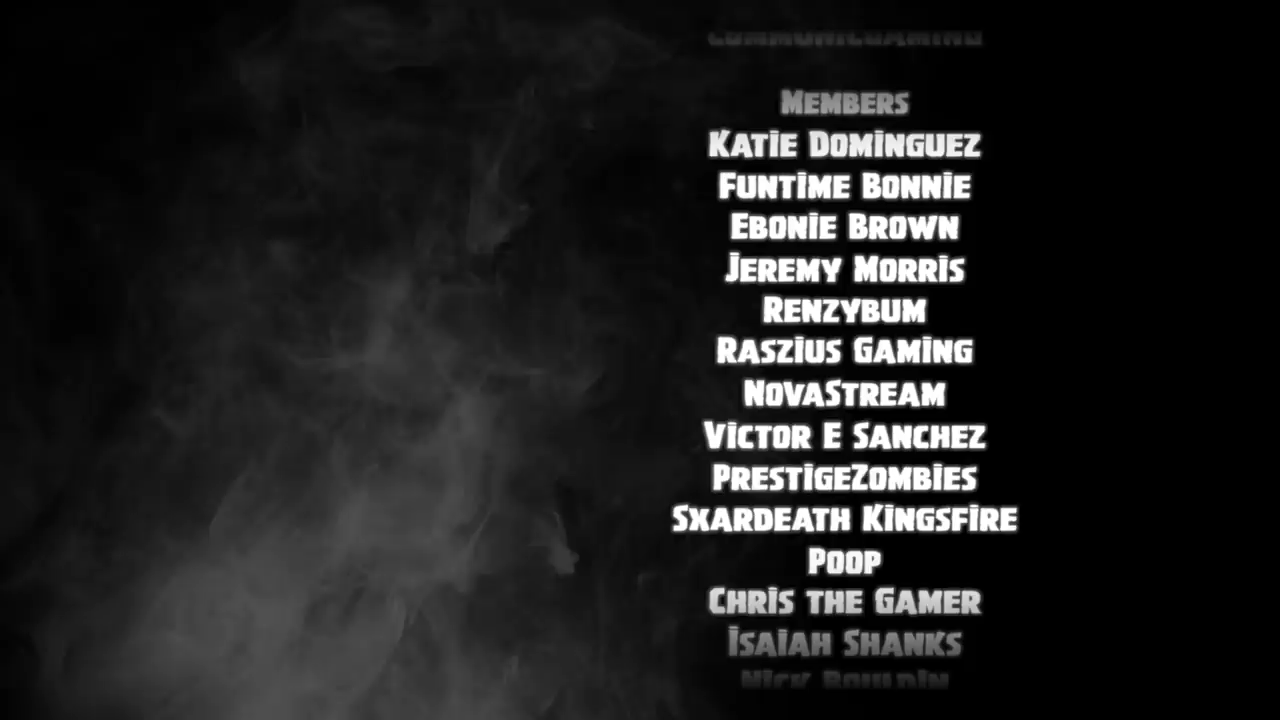 Members
Katie Dominguez
Funtime Bonnie
Ebonie Brown
Jeremy Morris
Renzybum
Raszius Gaming
NovaStream
Victor E Sanchez
PrestigeZombies
Sxardeath Kingsfire
Poop
Chris the Gamer
Isaiah Shanks
Nick